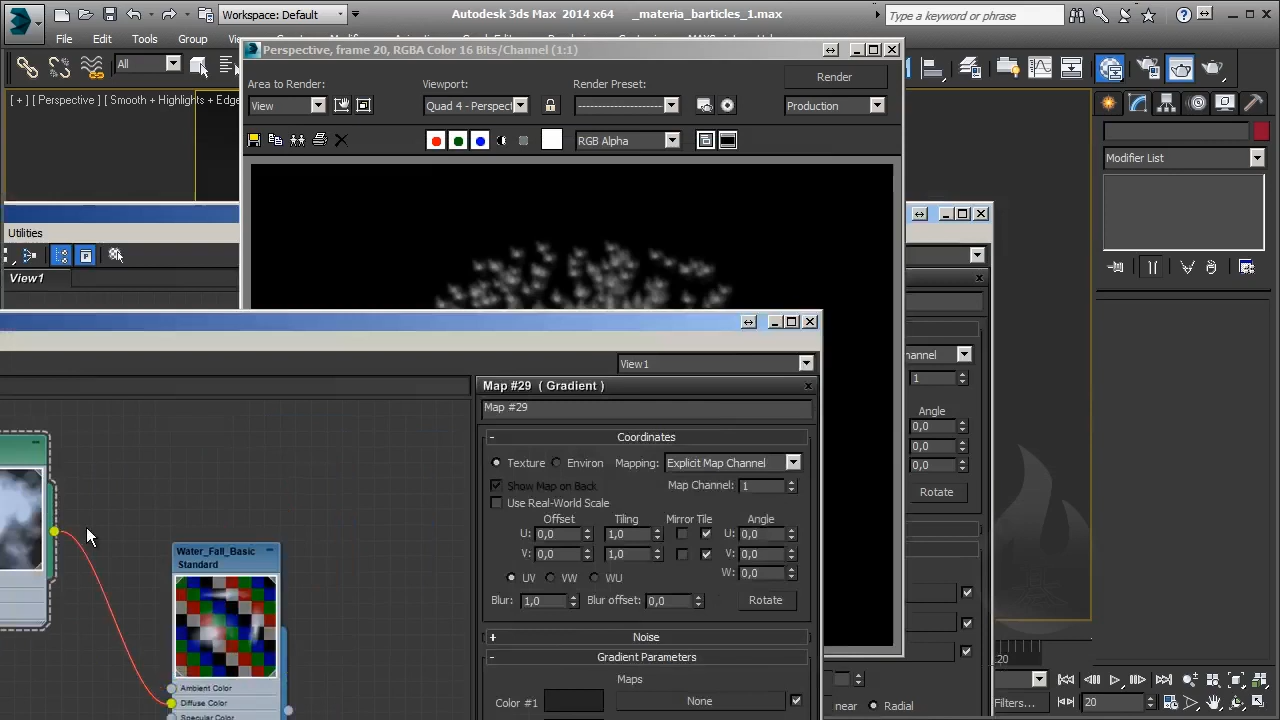 Workspace: Default
Autodesk 3ds Max 2014 x64 _materia_barticles_1.max
Type a keyword or phrase
File Edit Tools Group
All
Perspective, frame 20, RGBA Color 16 Bits/Channel (1:1)
Area to Render:
View
Viewport:
Quad 4 - Perspect
Render Preset:
Render
Production
RGB Alpha
[ + ] [ Perspective ] [ Smooth + Highlights + Edge
Modifier List
Utilities
View1
View1
Map #29 ( Gradient )
Map #29
- Coordinates
Texture Environ Mapping: Explicit Map Channel
Show Map on Back Map Channel: 1
Use Real-World Scale
Offset Tiling Mirror Tile Angle
U: 0,0 1,0 U: 0,0
V: 0,0 1,0 V: 0,0
W: 0,0
UV VW WU
Blur: 1,0 Blur offset: 0,0 Rotate
+ Noise
- Gradient Parameters
Maps
Color #1 None
Water_Fall_Basic
Standard
Ambient Color
Diffuse Color
Specular Color
hannel
1
Angle
0,0
0,0
0,0
Rotate
near Radial
20
Filters...